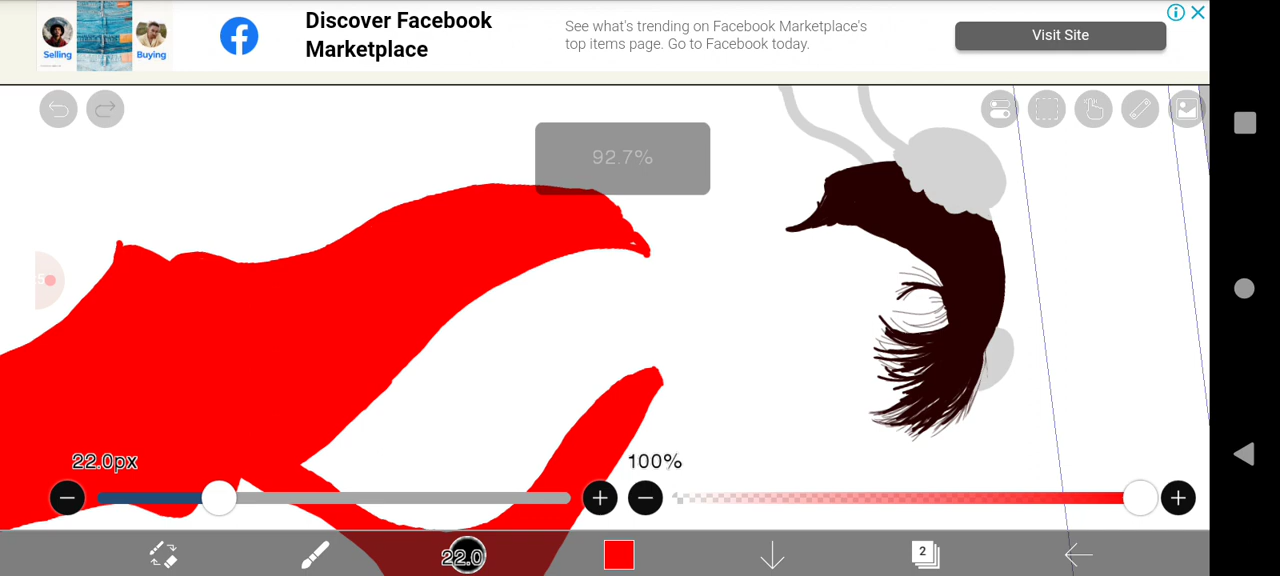 Discover Facebook
Marketplace
See what's trending on Facebook Marketplace's
top items page. Go to Facebook today.
Visit Site
Selling
Buying
92.7%
22.0px
100%
22.0
2